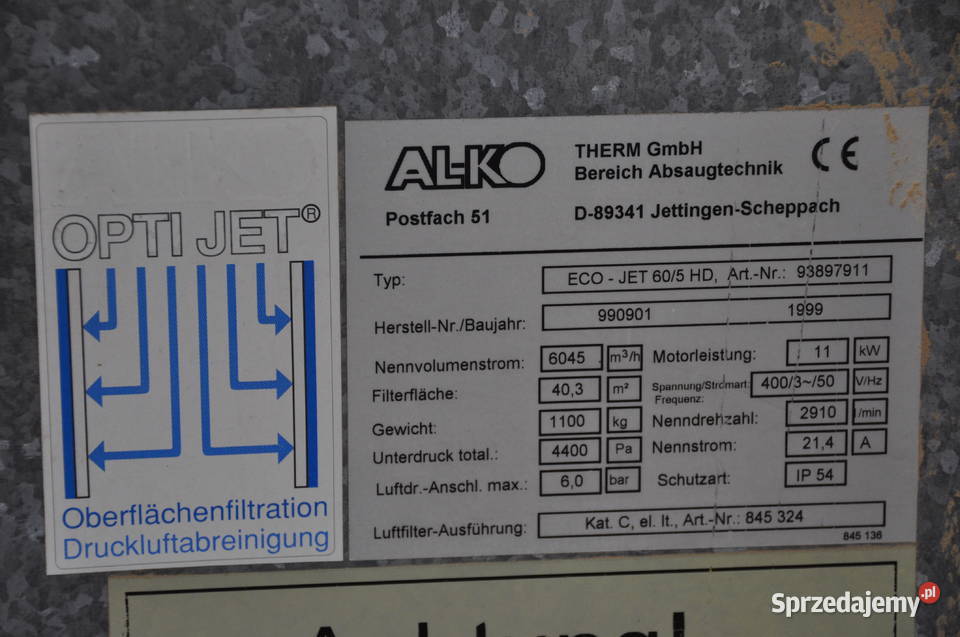 OPTI JET®
Oberflächenfiltration
Druckluftabreinigung
AL-KO
THERM GmbH
Bereich Absaugtechnik
CE
Postfach 51
D-89341 Jettingen-Scheppach
Typ: ECO - JET 60/5 HD, Art.-Nr.: 93897911
Herstell-Nr./Baujahr: 990901 1999
Nennvolumenstrom: 6045 m³/h Motorleistung: 11 kW
Filterfläche: 40,3 m² Spannung/Stromart: 400/3~/50 V/Hz
Frequenz:
Gewicht: 1100 kg Nenndrehzahl: 2910 1/min
Unterdruck total.: 4400 Pa Nennstrom: 21,4 A
Luftdr.-Anschl. max.: 6,0 bar Schutzart: IP 54
Luftfilter-Ausführung: Kat. C, el. lt., Art.-Nr.: 845 324
845 136
Sprzedajemy.pl